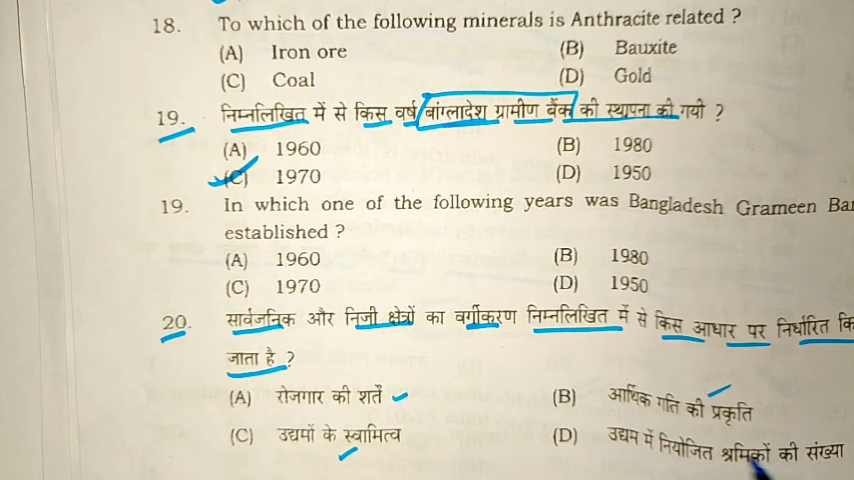 18. To which of the following minerals is Anthracite related ?
(A) Iron ore (B) Bauxite
(C) Coal (D) Gold
19. निम्नलिखित में से किस वर्ष बांग्लादेश ग्रामीण बैंक की स्थापना की गयी ?
(A) 1960 (B) 1980
(C) 1970 (D) 1950
19. In which one of the following years was Bangladesh Grameen
established ?
(A) 1960 (B) 1980
(C) 1970 (D) 1950
20. सार्वजनिक और निजी क्षेत्रों का वर्गीकरण निम्नलिखित में से किस आधार पर निर्धारित
जाता है ?
(A) रोजगार की शर्तें (B) आर्थिक गति की प्रकृति
(C) उद्यमों के स्वामित्व (D) उद्यम में नियोजित श्रमिकों की संख्या